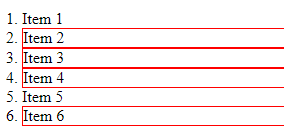 1. Item 1
2. Item 2
3. Item 3
4. Item 4
5. Item 5
6. Item 6